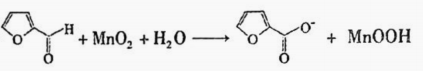 O H O + MnO₂ + H₂O ⟶ O O⁻ O + MnOOH